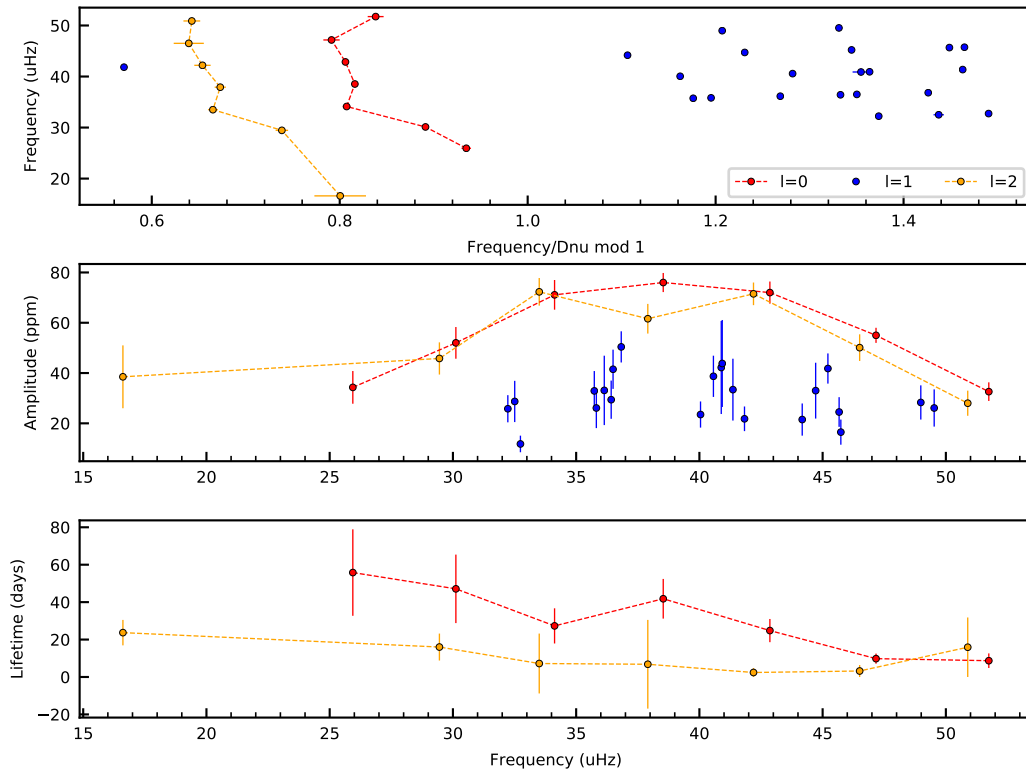 50
40
30
20
Frequency (uHz)
l=0 l=1 l=2
0.6 0.8 1.0 1.2 1.4
Frequency/Dnu mod 1
80
60
40
20
Amplitude (ppm)
15 20 25 30 35 40 45 50
80
60
40
20
0
−20
Lifetime (days)
15 20 25 30 35 40 45 50
Frequency (uHz)